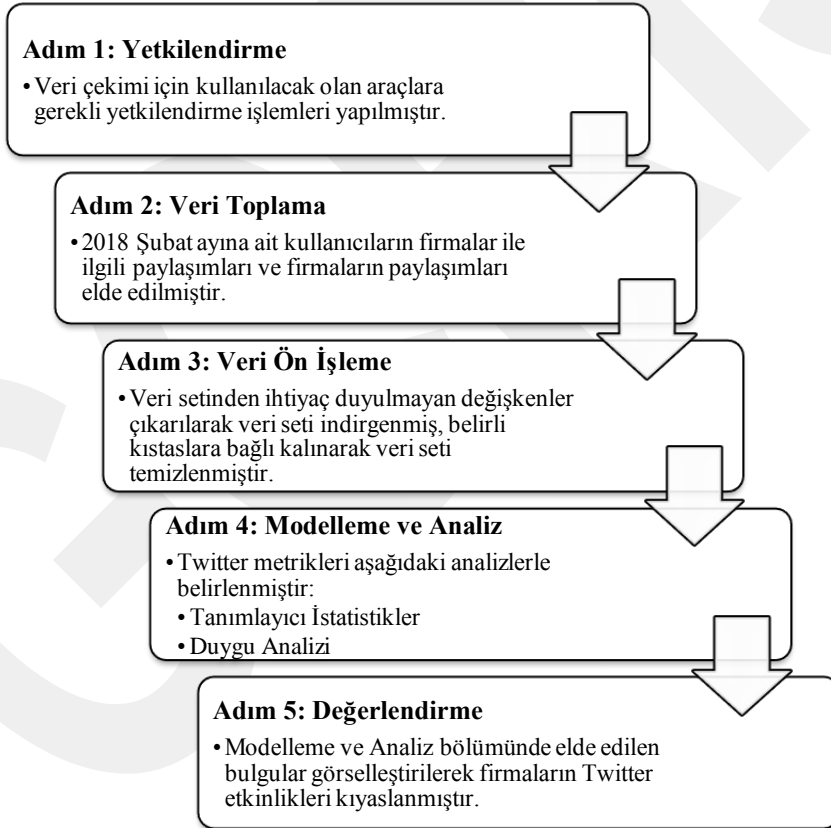 Adım 1: Yetkilendirme
• Veri çekimi için kullanılacak olan araçlara
gerekli yetkilendirme işlemleri yapılmıştır.
Adım 2: Veri Toplama
• 2018 Şubat ayına ait kullanıcıların firmalar ile
ilgili paylaşımları ve firmaların paylaşımları
elde edilmiştir.
Adım 3: Veri Ön İşleme
• Veri setinden ihtiyaç duyulmayan değişkenler
çıkarılarak veri seti indirgenmiş, belirli
kıstaslara bağlı kalınarak veri seti
temizlenmiştir.
Adım 4: Modelleme ve Analiz
• Twitter metrikleri aşağıdaki analizlerle
belirlenmiştir:
• Tanımlayıcı İstatistikler
• Duygu Analizi
Adım 5: Değerlendirme
• Modelleme ve Analiz bölümünde elde edilen
bulgular görselleştirilerek firmaların Twitter
etkinlikleri kıyaslanmıştır.